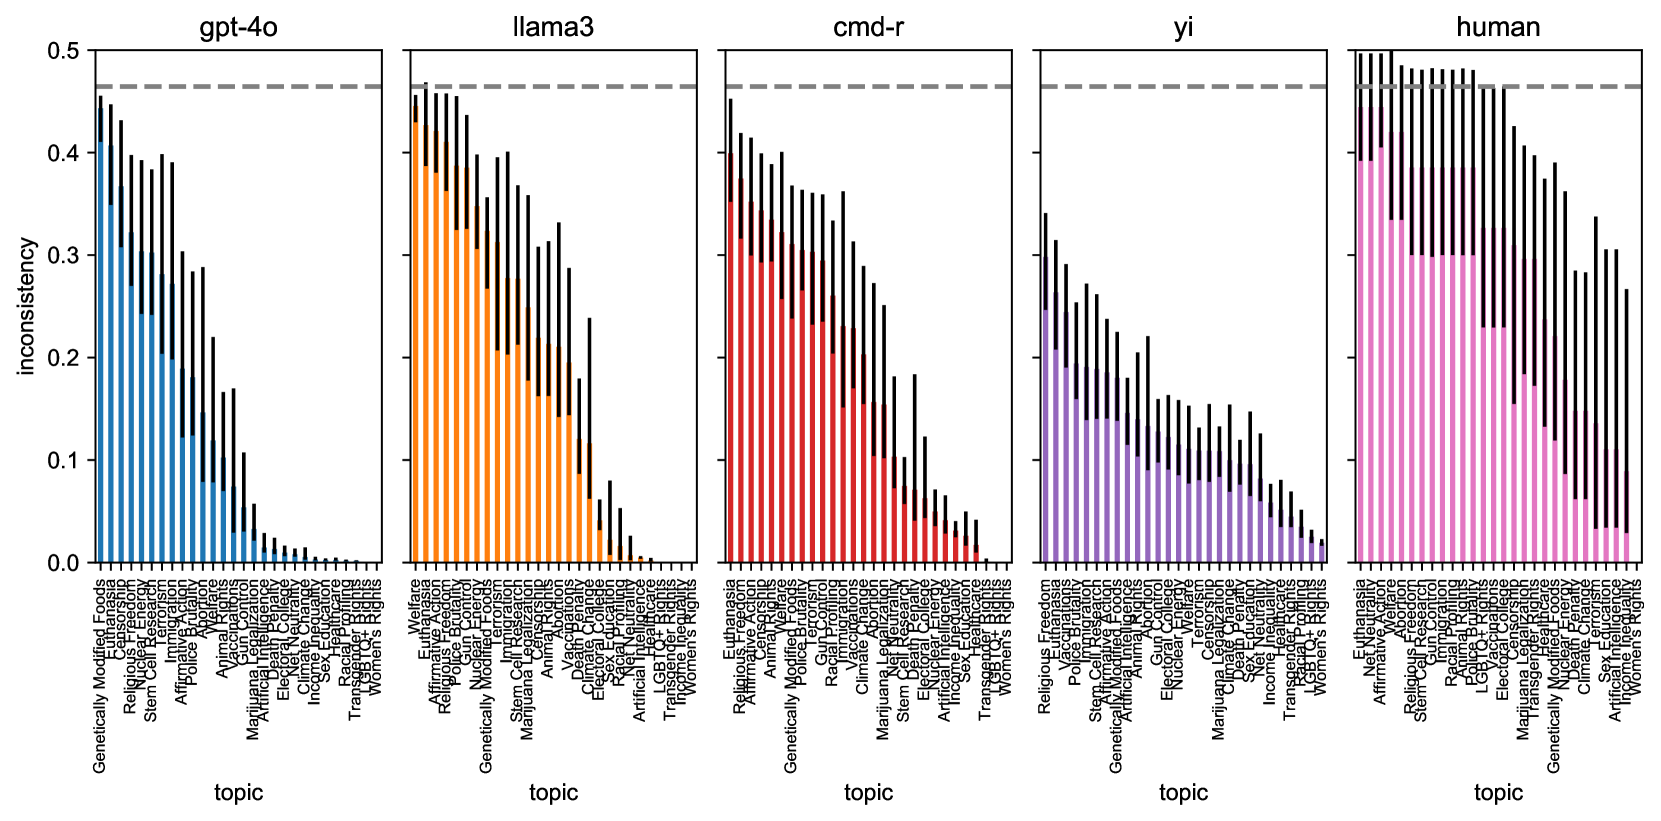 gpt-4o
llama3
cmd-r
yi
human
inconsistency
0.5
0.4
0.3
0.2
0.1
0.0
Genetically Modified Foods
Euthanasia
Censorship
Religious Freedom
Nuclear Energy
Stem Cell Research
Terrorism
Immigration
Affirmative Action
Police Brutality
Abortion
Welfare
Animal Rights
Vaccinations
Gun Control
Marijuana Legalization
Artificial Intelligence
Death Penalty
Electoral College
Net Neutrality
Climate Change
Income Inequality
Sex Education
Healthcare
Racial Profiling
Transgender Rights
LGBTQ+ Rights
Women's Rights
Welfare
Euthanasia
Affirmative Action
Religious Freedom
Police Brutality
Gun Control
Nuclear Energy
Genetically Modified Foods
Terrorism
Immigration
Stem Cell Research
Marijuana Legalization
Censorship
Animal Rights
Abortion
Vaccinations
Death Penalty
Climate Change
Electoral College
Sex Education
Racial Profiling
Net Neutrality
Artificial Intelligence
Healthcare
LGBTQ+ Rights
Transgender Rights
Income Inequality
Women's Rights
Euthanasia
Religious Freedom
Affirmative Action
Censorship
Animal Rights
Welfare
Genetically Modified Foods
Police Brutality
Terrorism
Gun Control
Racial Profiling
Immigration
Vaccinations
Climate Change
Abortion
Marijuana Legalization
Net Neutrality
Stem Cell Research
Death Penalty
Electoral College
Nuclear Energy
Artificial Intelligence
Income Inequality
Sex Education
Healthcare
Transgender Rights
LGBTQ+ Rights
Women's Rights
Religious Freedom
Euthanasia
Vaccinations
Police Brutality
Immigration
Stem Cell Research
Affirmative Action
Genetically Modified Foods
Artificial Intelligence
Animal Rights
Abortion
Gun Control
Electoral College
Nuclear Energy
Welfare
Terrorism
Censorship
Marijuana Legalization
Climate Change
Death Penalty
Sex Education
Net Neutrality
Income Inequality
Healthcare
Transgender Rights
Racial Profiling
LGBTQ+ Rights
Women's Rights
Euthanasia
Net Neutrality
Affirmative Action
Welfare
Abortion
Religious Freedom
Stem Cell Research
Gun Control
Immigration
Racial Profiling
Animal Rights
Police Brutality
LGBTQ+ Rights
Vaccinations
Electoral College
Marijuana Legalization
Transgender Rights
Healthcare
Genetically Modified Foods
Nuclear Energy
Death Penalty
Climate Change
Terrorism
Sex Education
Artificial Intelligence
Income Inequality
Women's Rights
topic
topic
topic
topic
topic